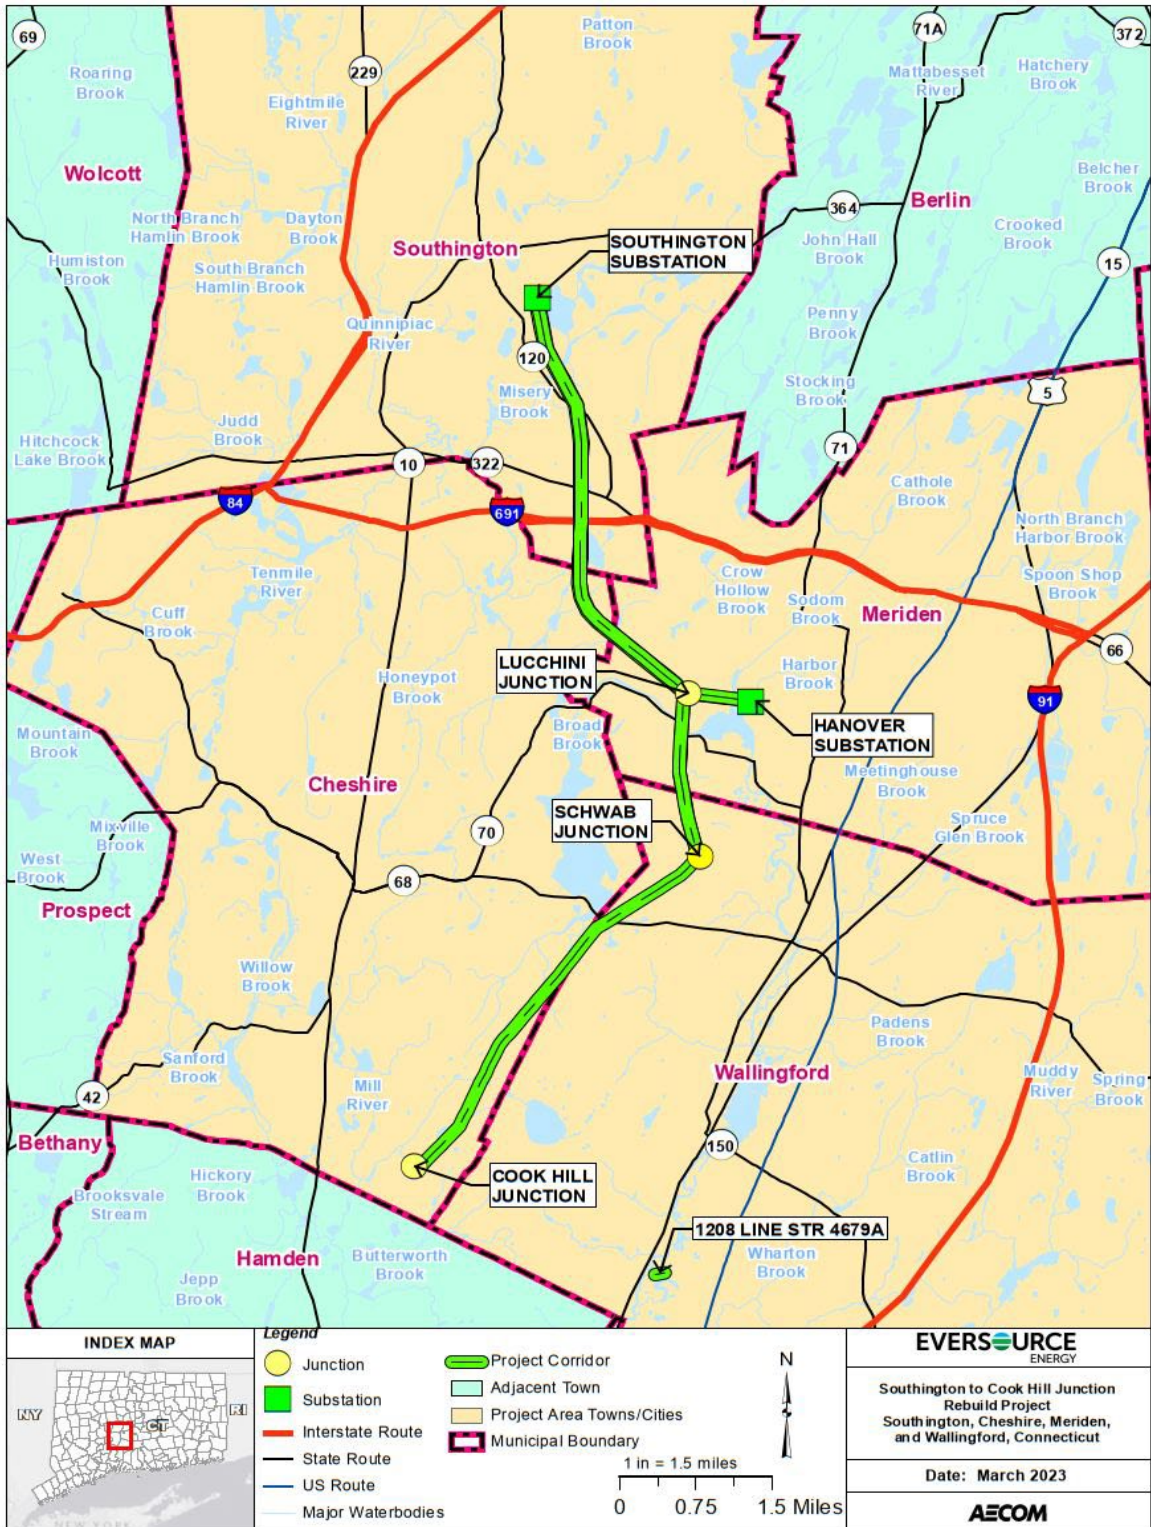 69
Roaring
Brook
229
Patton
Brook
71A
372
Mattabesset
River
Hatchery
Brook
Eightmile
River
Wolcott
Belcher
Brook
North Branch
Hamlin Brook
Dayton
Brook
364
Berlin
Southington
SOUTHINGTON
SUBSTATION
John Hall
Brook
Crooked
Brook
15
Humiston
Brook
South Branch
Hamlin Brook
Quinnipiac
River
Penny
Brook
120
Misery
Brook
Stocking
Brook
5
Judd
Brook
Hitchcock
Lake Brook
10
322
71
84
691
Cathole
Brook
North Branch
Harbor Brook
Tenmile
River
Crow
Hollow
Brook
Spoon Shop
Brook
Cuff
Brook
Sodom
Brook
Meriden
66
LUCCHINI
JUNCTION
Harbor
Brook
Honeypot
Brook
91
Mountain
Brook
Broad
Brook
HANOVER
SUBSTATION
Cheshire
Meetinghouse
Brook
SCHWAB
JUNCTION
Mixville
Brook
70
Spruce
Glen Brook
West
Brook
68
Prospect
Willow
Brook
Padens
Brook
Sanford
Brook
Wallingford
Mill
River
Muddy
River
Spring
Brook
42
Bethany
150
Hickory
Brook
COOK HILL
JUNCTION
Catlin
Brook
Brooksvale
Stream
1208 LINE STR 4679A
Hamden
Butterworth
Brook
Wharton
Brook
Jepp
Brook
INDEX MAP
NY
CT
RI
NEW YORK
Legend
Junction
Substation
Interstate Route
State Route
US Route
Major Waterbodies
Project Corridor
Adjacent Town
Project Area Towns/Cities
Municipal Boundary
N
1 in = 1.5 miles
0 0.75 1.5 Miles
EVERSOURCE
ENERGY
Southington to Cook Hill Junction
Rebuild Project
Southington, Cheshire, Meriden,
and Wallingford, Connecticut
Date: March 2023
AECOM